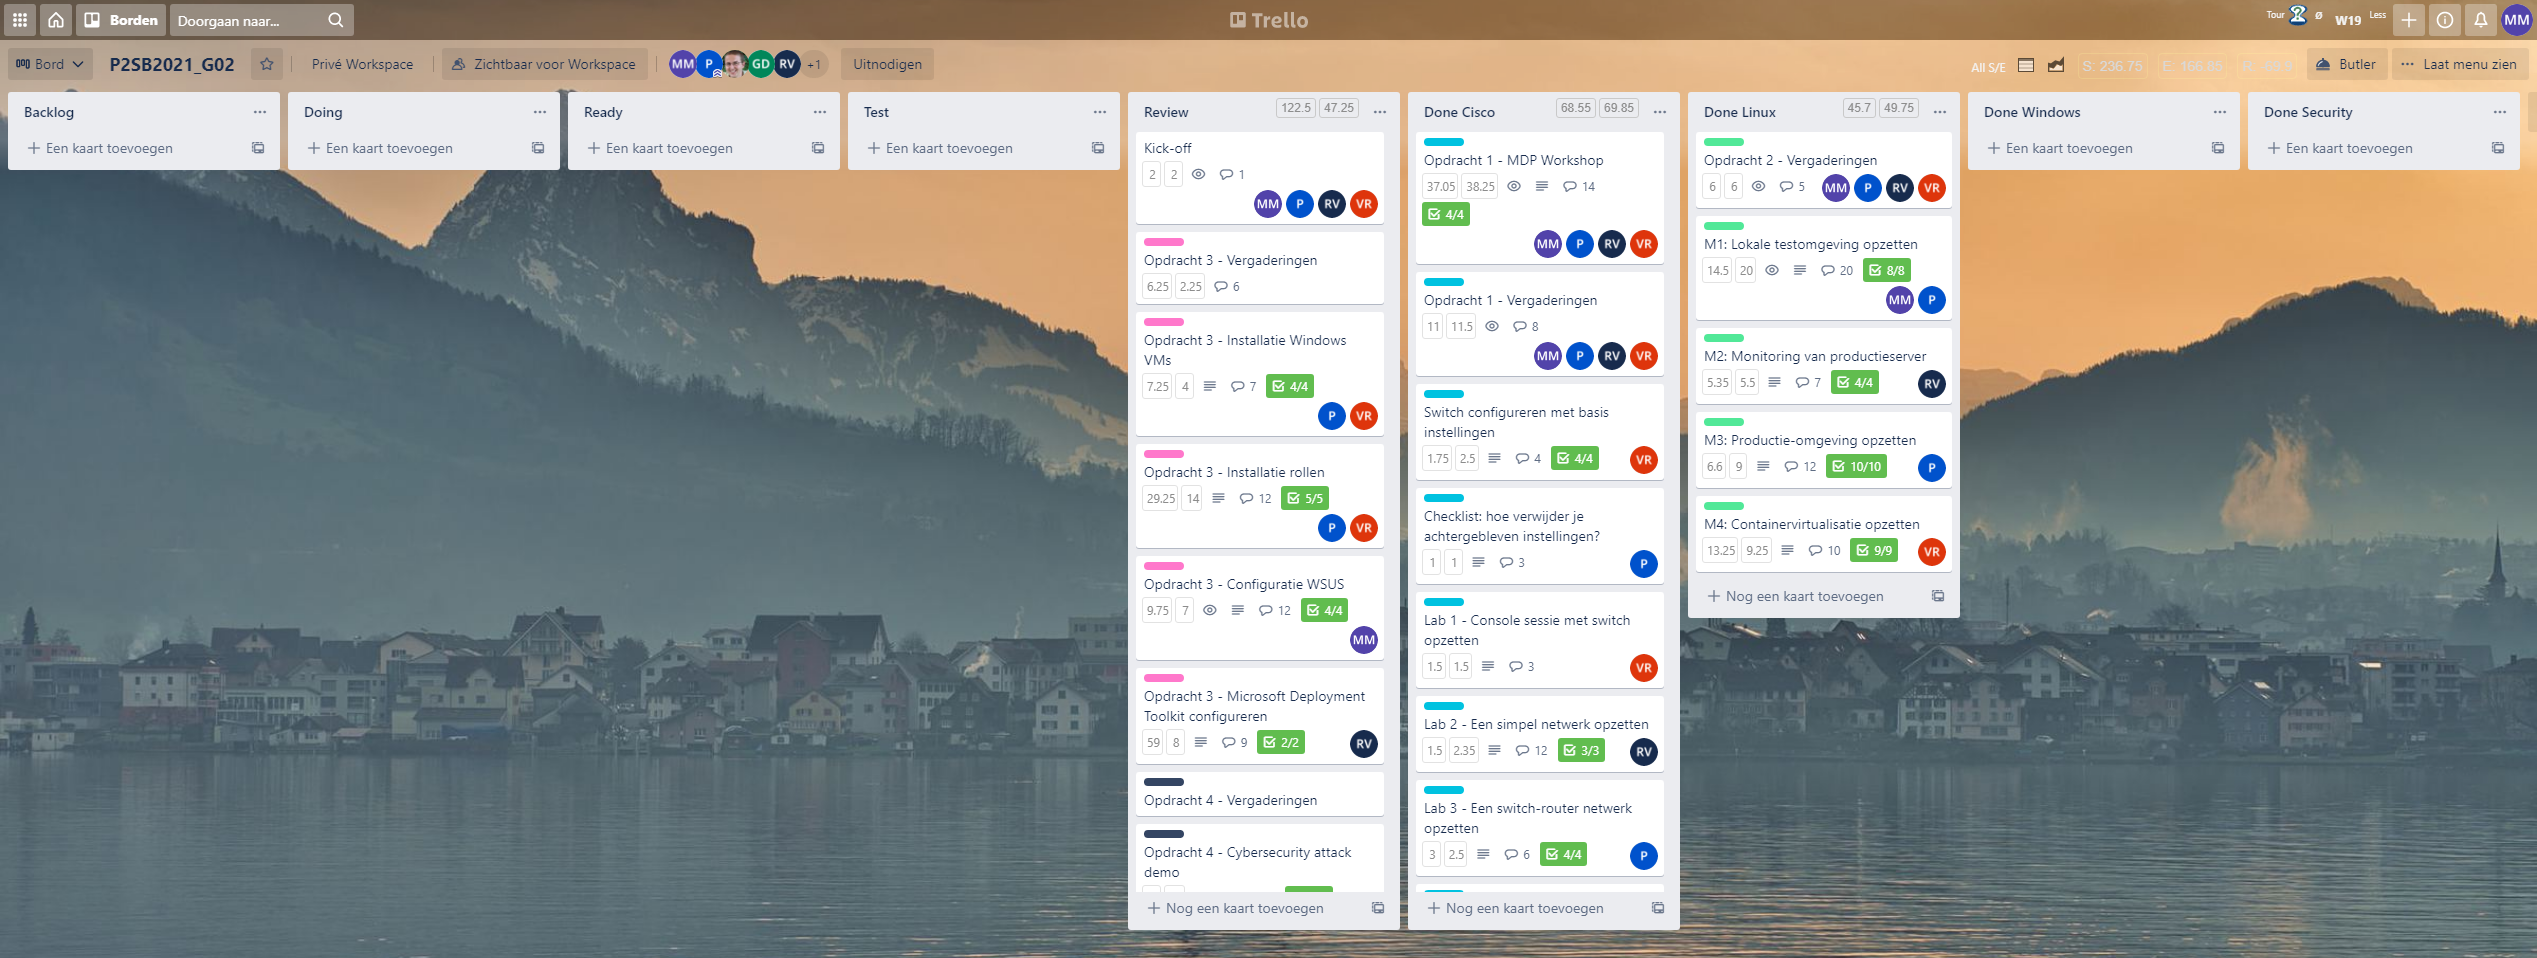 Borden
Doorgaan naar...
Trello
Tour
W19
Less
MM
Bord
P2SB2021_G02
Privé Workspace
Zichtbaar voor Workspace
MM
P
GD
RV
+1
Uitnodigen
All S/E
S: 236.75
E: 166.85
Butler
Laat menu zien
Backlog
Een kaart toevoegen
Doing
Een kaart toevoegen
Ready
Een kaart toevoegen
Test
Een kaart toevoegen
Review
122.5 47.25
Kick-off
2 2 1
MM P RV VR
Opdracht 3 - Vergaderingen
6.25 2.25 6
Opdracht 3 - Installatie Windows
VMs
7.25 4 7 4/4
P VR
Opdracht 3 - Installatie rollen
29.25 14 12 5/5
P VR
Opdracht 3 - Configuratie WSUS
9.75 7 12 4/4
MM
Opdracht 3 - Microsoft Deployment
Toolkit configureren
59 8 9 2/2
RV
Opdracht 4 - Vergaderingen
Opdracht 4 - Cybersecurity attack
demo
Nog een kaart toevoegen
Done Cisco
68.55 69.85
Opdracht 1 - MDP Workshop
37.05 38.25 14
4/4
MM P RV VR
Opdracht 1 - Vergaderingen
11 11.5 8
MM P RV VR
Switch configureren met basis
instellingen
1.75 2.5 4 4/4
VR
Checklist: hoe verwijder je
achtergebleven instellingen?
1 1 3
P
Lab 1 - Console sessie met switch
opzetten
1.5 1.5 3
VR
Lab 2 - Een simpel netwerk opzetten
1.5 2.35 12 3/3
RV
Lab 3 - Een switch-router netwerk
opzetten
3 2.5 6 4/4
P
Nog een kaart toevoegen
Done Linux
45.7 49.75
Opdracht 2 - Vergaderingen
6 6 5
MM P RV VR
M1: Lokale testomgeving opzetten
14.5 20 20 8/8
MM P
M2: Monitoring van productieserver
5.35 5.5 7 4/4
RV
M3: Productie-omgeving opzetten
6.6 9 12 10/10
P
M4: Containervirtualisatie opzetten
13.25 9.25 10 9/9
VR
Nog een kaart toevoegen
Done Windows
Een kaart toevoegen
Done Security
Een kaart toevoegen